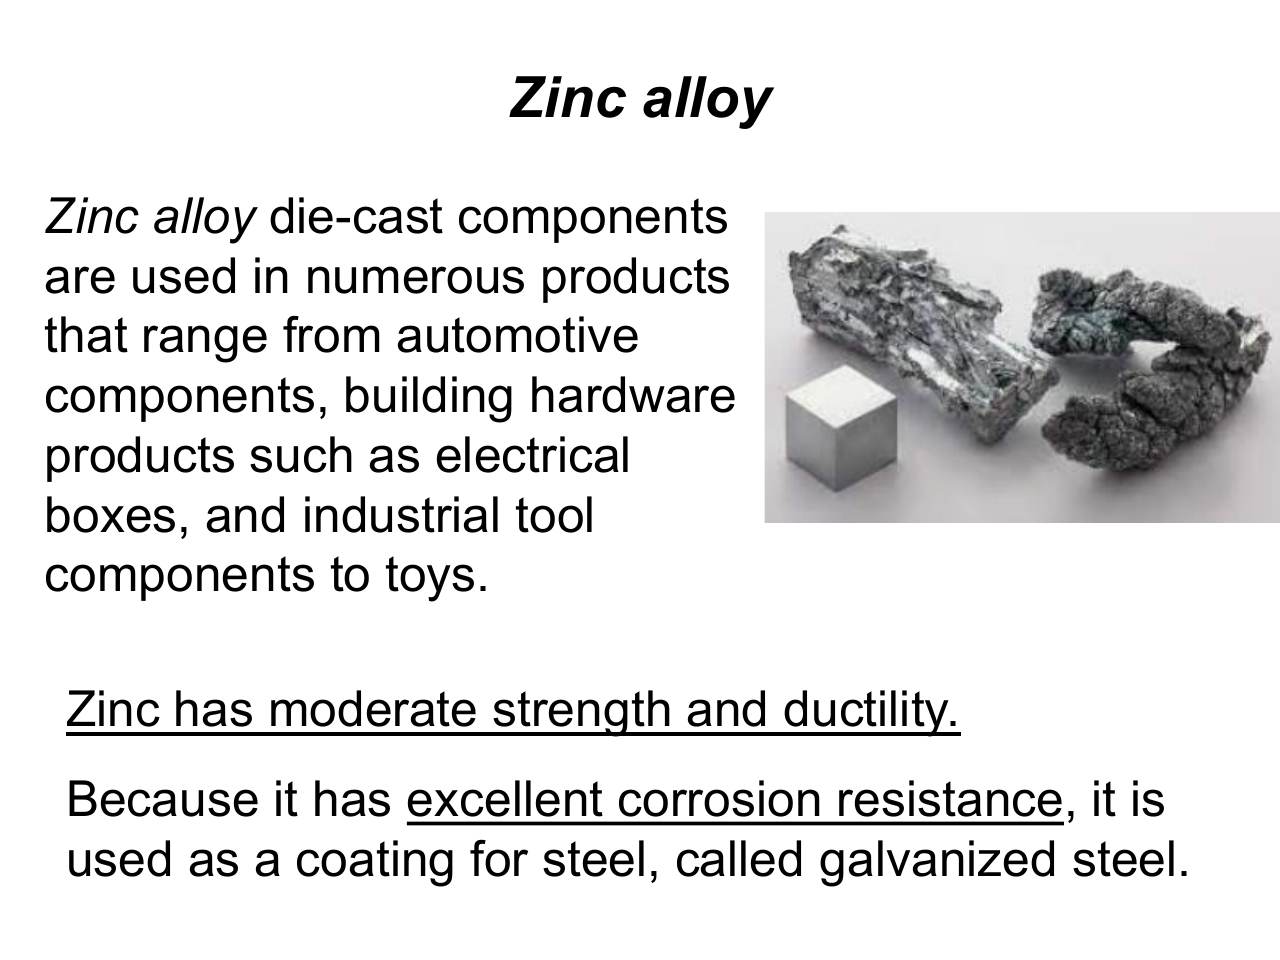 Zinc alloy
Zinc alloy die-cast components
are used in numerous products
that range from automotive
components, building hardware
products such as electrical
boxes, and industrial tool
components to toys.
Zinc has moderate strength and ductility.
Because it has excellent corrosion resistance, it is
used as a coating for steel, called galvanized steel.